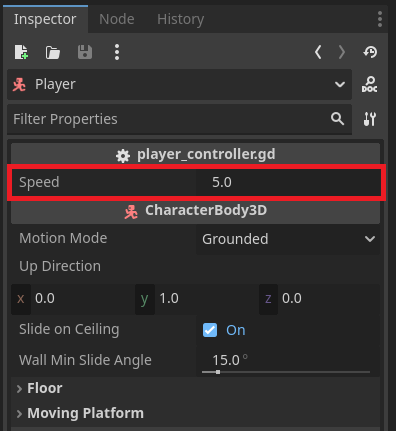 Inspector Node History
Player DOC
Filter Properties
player_controller.gd
Speed 5.0
CharacterBody3D
Motion Mode Grounded
Up Direction
x 0.0 y 1.0 z 0.0
Slide on Ceiling On
Wall Min Slide Angle 15.0 °
Floor
Moving Platform